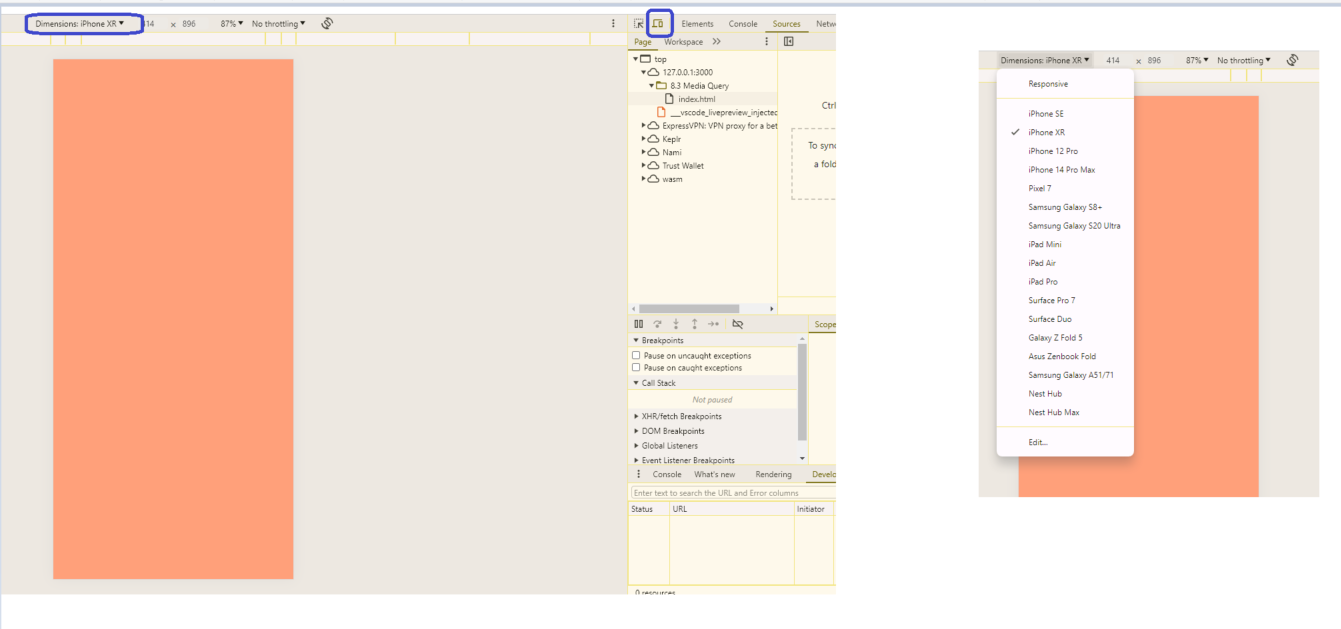 Dimensions: iPhone XR ▼ 414 × 896 87% ▼ No throttling ▼
Elements Console Sources
Page Workspace
top
127.0.0.1:3000
8.3 Media Query
index.html
__vscode_livepreview_injected
ExpressVPN: VPN proxy for a bet
Keplr
Nami
Trust Wallet
wasm
Ctrl
To sync
a fold
Scope
Breakpoints
Pause on uncaught exceptions
Pause on caught exceptions
Call Stack
Not paused
XHR/fetch Breakpoints
DOM Breakpoints
Global Listeners
Event Listener Breakpoints
Console What's new Rendering Develo
Enter text to search the URL and Error columns
Status URL Initiator
0 resources
Dimensions: iPhone XR ▼ 414 × 896 87% ▼ No throttling ▼
Responsive
iPhone SE
iPhone XR
iPhone 12 Pro
iPhone 14 Pro Max
Pixel 7
Samsung Galaxy S8+
Samsung Galaxy S20 Ultra
iPad Mini
iPad Air
iPad Pro
Surface Pro 7
Surface Duo
Galaxy Z Fold 5
Asus Zenbook Fold
Samsung Galaxy A51/71
Nest Hub
Nest Hub Max
Edit...